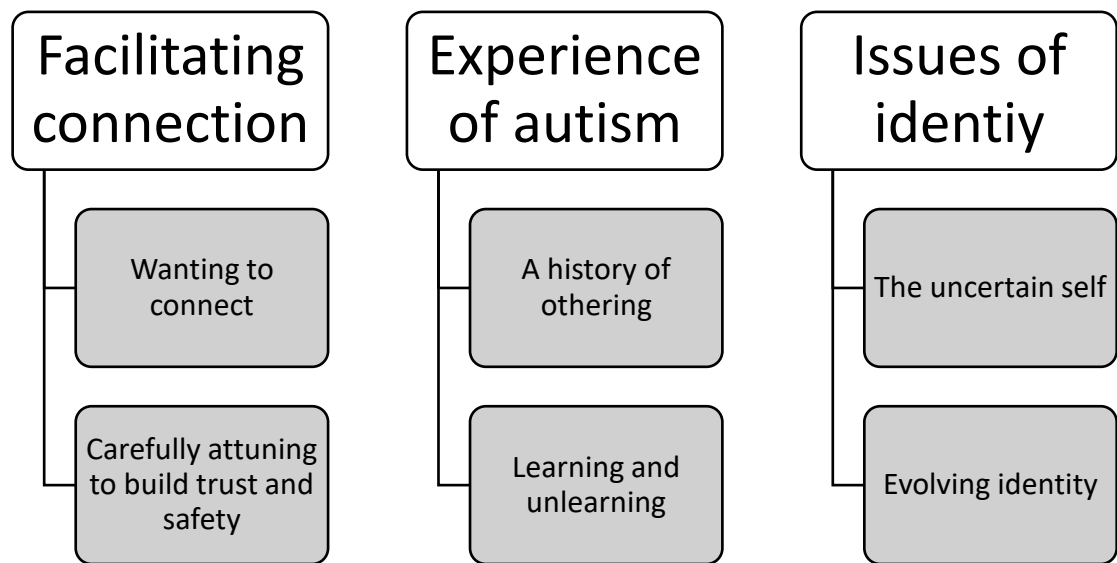 Facilitating
connection
Wanting to
connect
Carefully attuning
to build trust and
safety
Experience
of autism
A history of
othering
Learning and
unlearning
Issues of
identiy
The uncertain self
Evolving identity